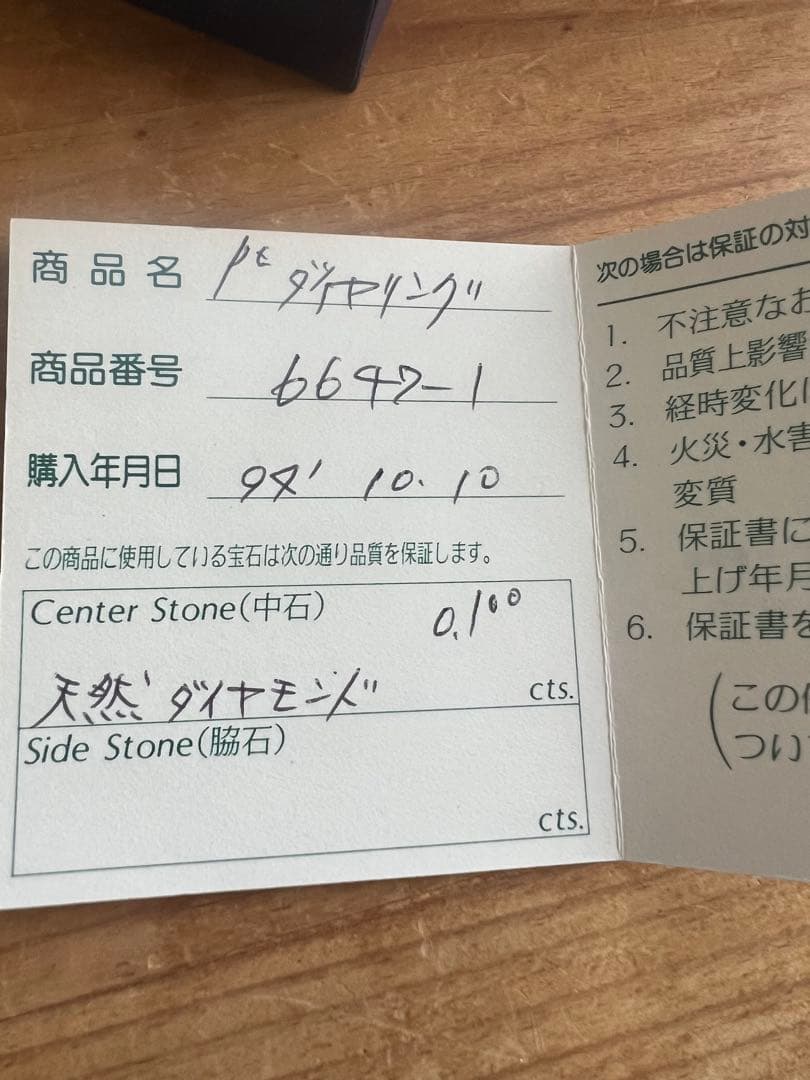 商品名 Pt ダイヤリング
商品番号 6647-1
購入年月日 10.10
この商品に使用している宝石は次の通り品質を保証します。
Center Stone(中石) 0.100
天然 ダイヤモンド cts.
Side Stone(脇石)
cts.
次の場合は保証の対
1. 不注意なお
2. 品質上影響
3. 経時変化に
4. 火災・水害
変質
5. 保証書に
上げ年月
6. 保証書を
(この保
つい